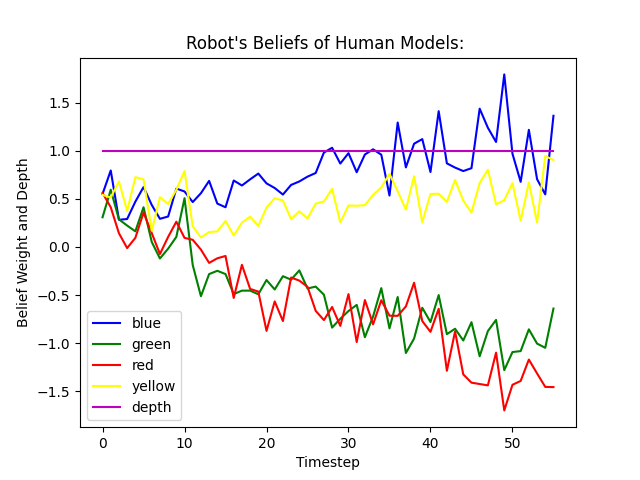 Robot's Beliefs of Human Models:
Belief Weight and Depth
1.5
1.0
0.5
0.0
−0.5
−1.0
−1.5
blue
green
red
yellow
depth
0 10 20 30 40 50
Timestep